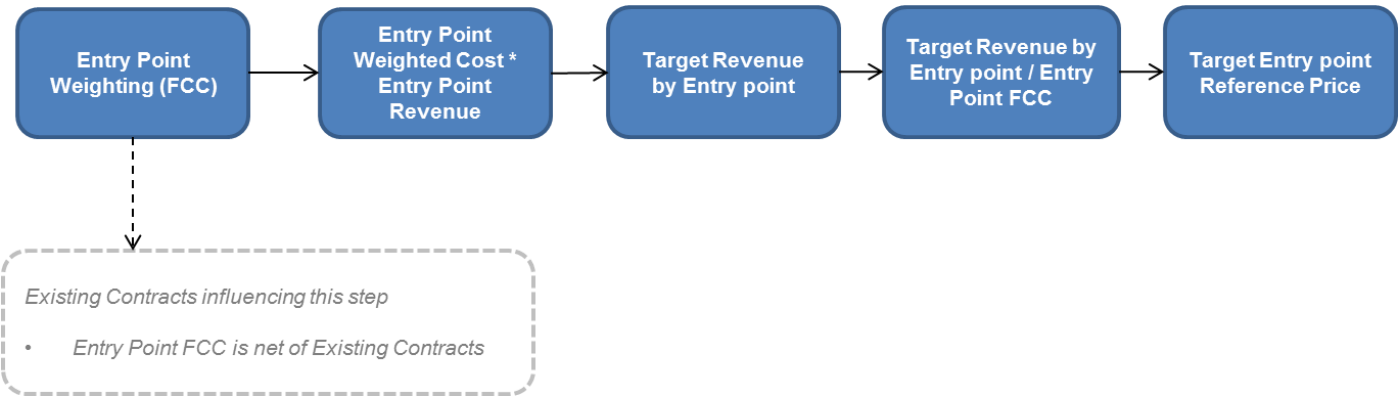 Entry Point
Weighting (FCC)
Entry Point
Weighted Cost *
Entry Point
Revenue
Target Revenue
by Entry point
Target Revenue by
Entry point / Entry
Point FCC
Target Entry point
Reference Price
Existing Contracts influencing this step
• Entry Point FCC is net of Existing Contracts